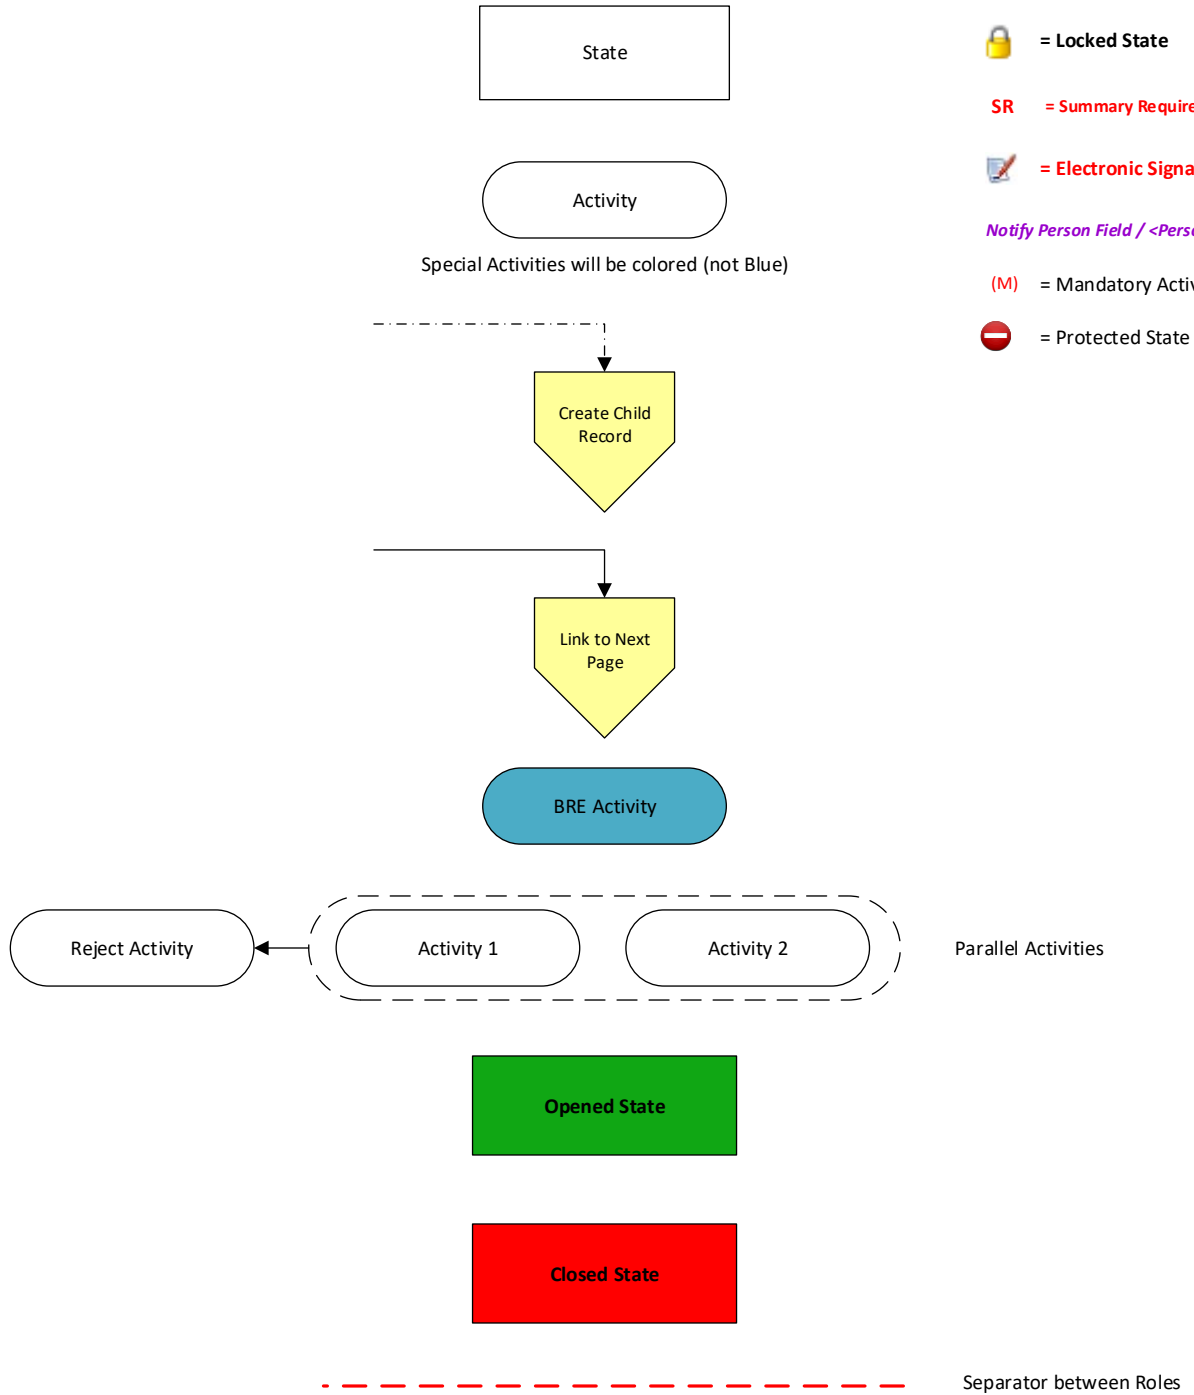 State
= Locked State
SR = Summary Require
Activity
= Electronic Signa
Notify Person Field / <Perso
Special Activities will be colored (not Blue)
(M) = Mandatory Activ
= Protected State
Create Child
Record
Link to Next
Page
BRE Activity
Reject Activity
Activity 1
Activity 2
Parallel Activities
Opened State
Closed State
Separator between Roles